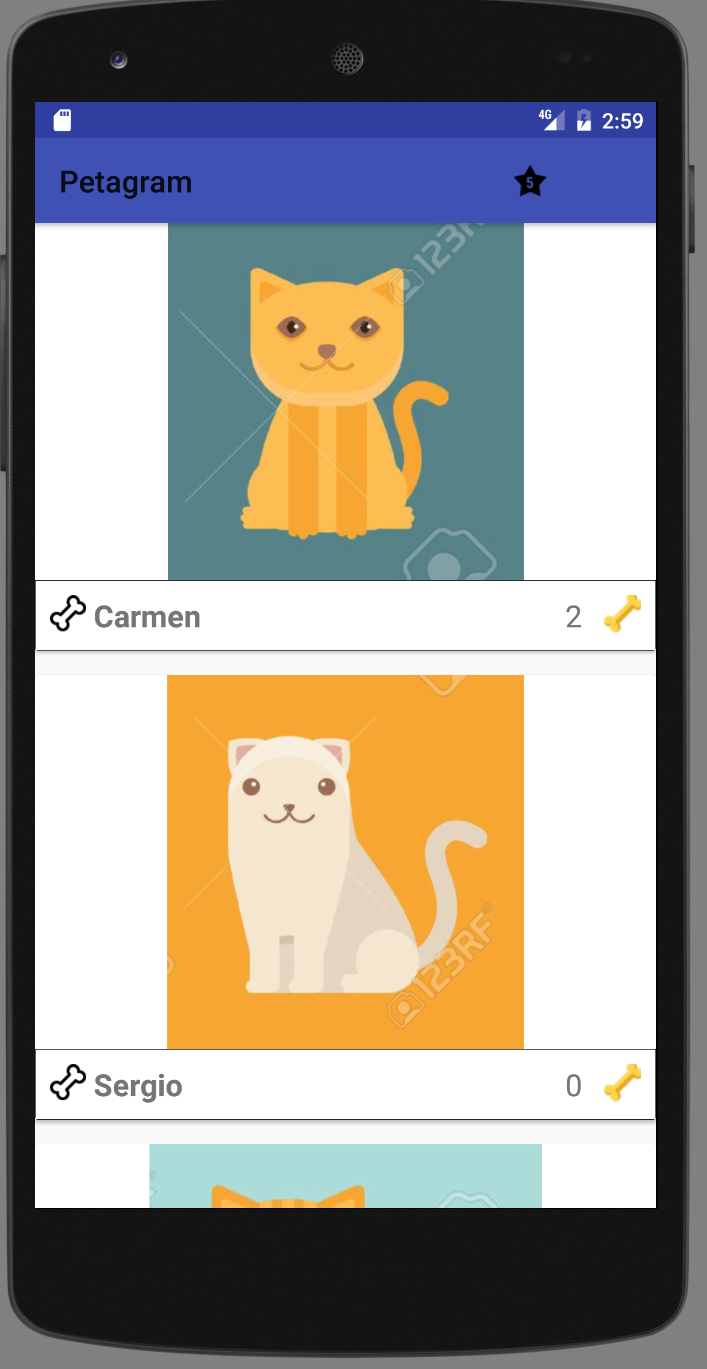 4G 2:59
Petagram 5
123RF
Carmen 2
123RF
Sergio 0